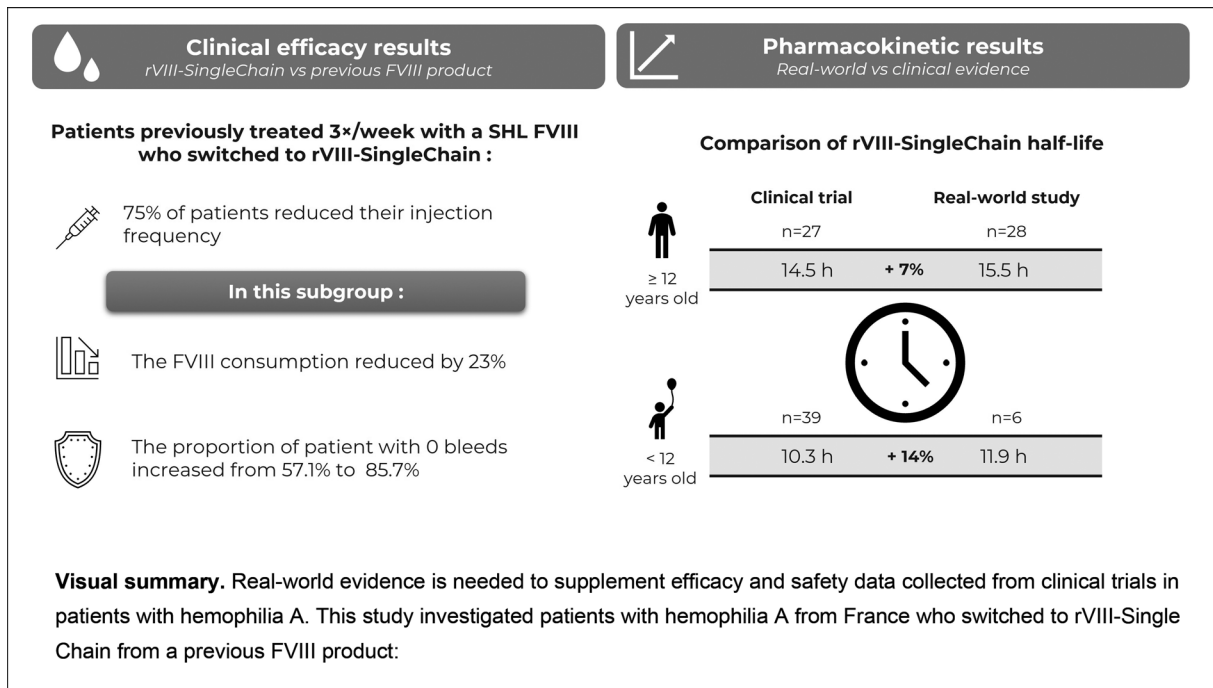 Clinical efficacy results
rVIII-SingleChain vs previous FVIII product
Patients previously treated 3×/week with a SHL FVIII
who switched to rVIII-SingleChain :
75% of patients reduced their injection
frequency
In this subgroup :
The FVIII consumption reduced by 23%
The proportion of patient with 0 bleeds
increased from 57.1% to 85.7%
Pharmacokinetic results
Real-world vs clinical evidence
Comparison of rVIII-SingleChain half-life
Clinical trial Real-world study
n=27 n=28
14.5 h + 7% 15.5 h
≥ 12
years old
n=39 n=6
10.3 h + 14% 11.9 h
< 12
years old
Visual summary. Real-world evidence is needed to supplement efficacy and safety data collected from clinical trials in
patients with hemophilia A. This study investigated patients with hemophilia A from France who switched to rVIII-Single
Chain from a previous FVIII product: